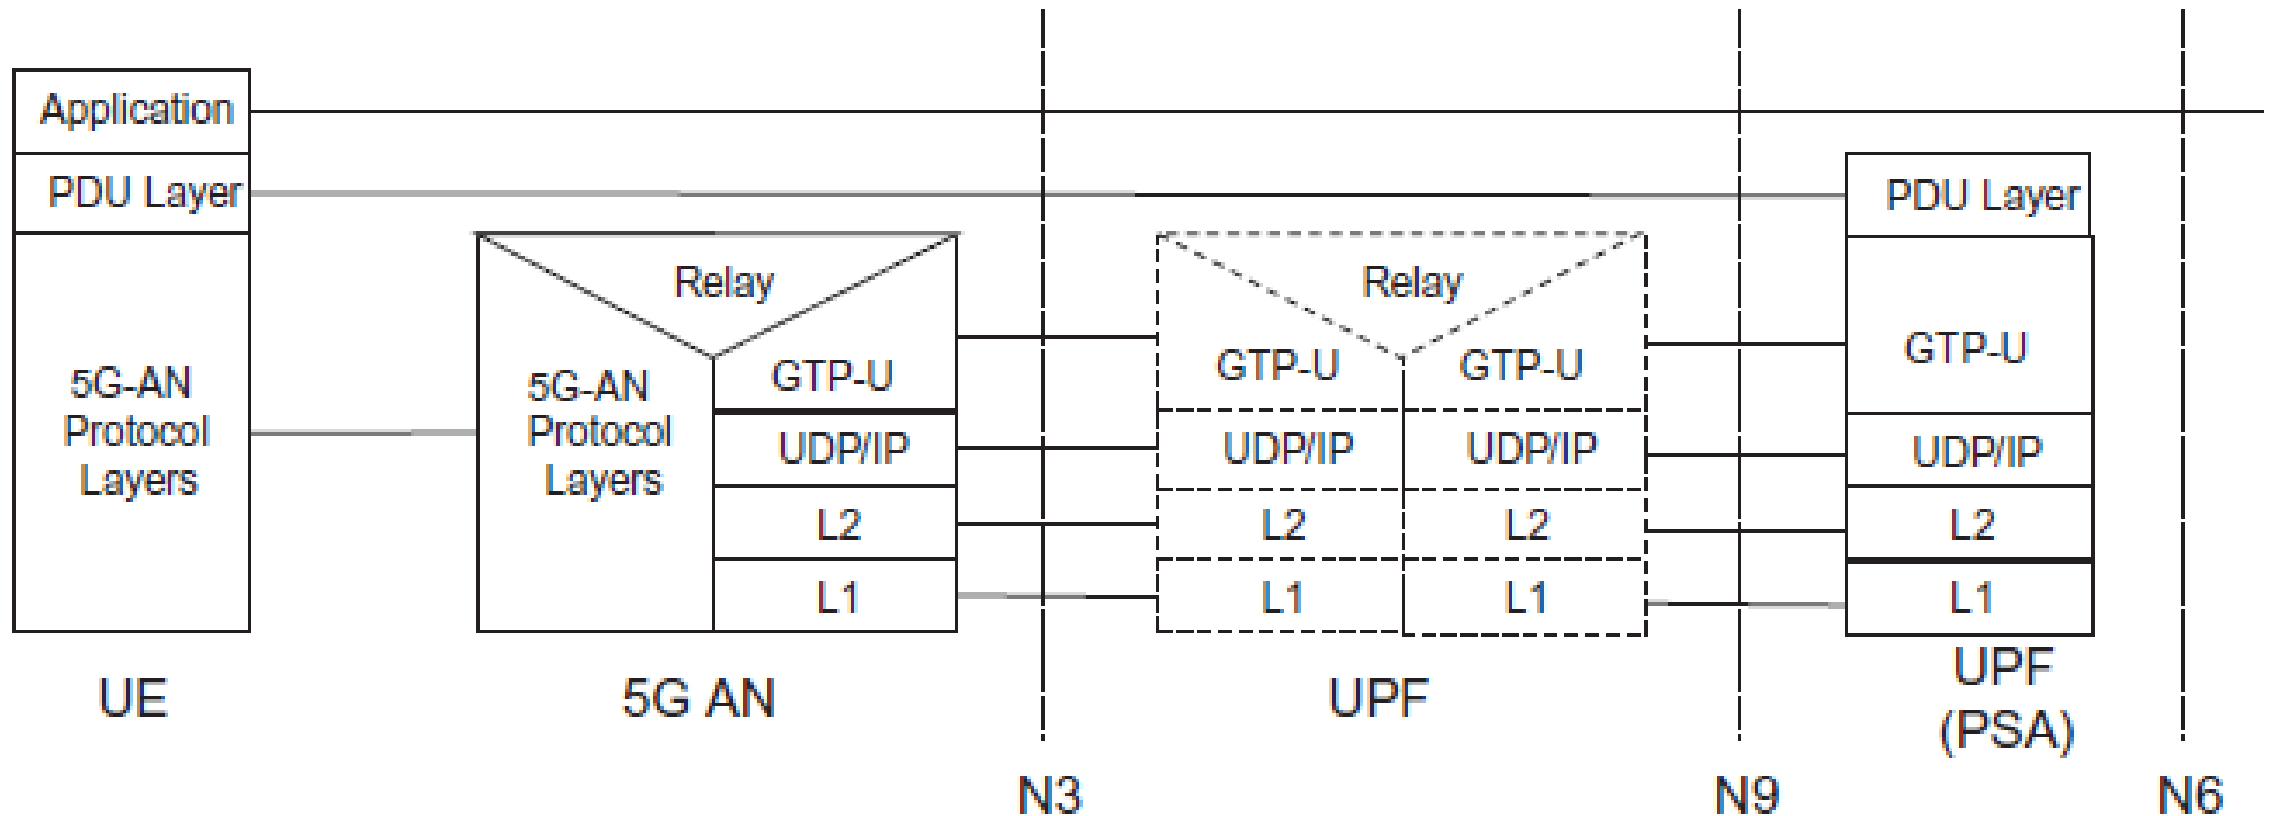 Application
PDU Layer
5G-AN
Protocol
Layers
UE
Relay
5G-AN
Protocol
Layers
GTP-U
UDP/IP
L2
L1
5G AN
N3
Relay
GTP-U
GTP-U
UDP/IP
UDP/IP
L2
L2
L1
L1
UPF
N9
PDU Layer
GTP-U
UDP/IP
L2
L1
UPF
(PSA)
N6